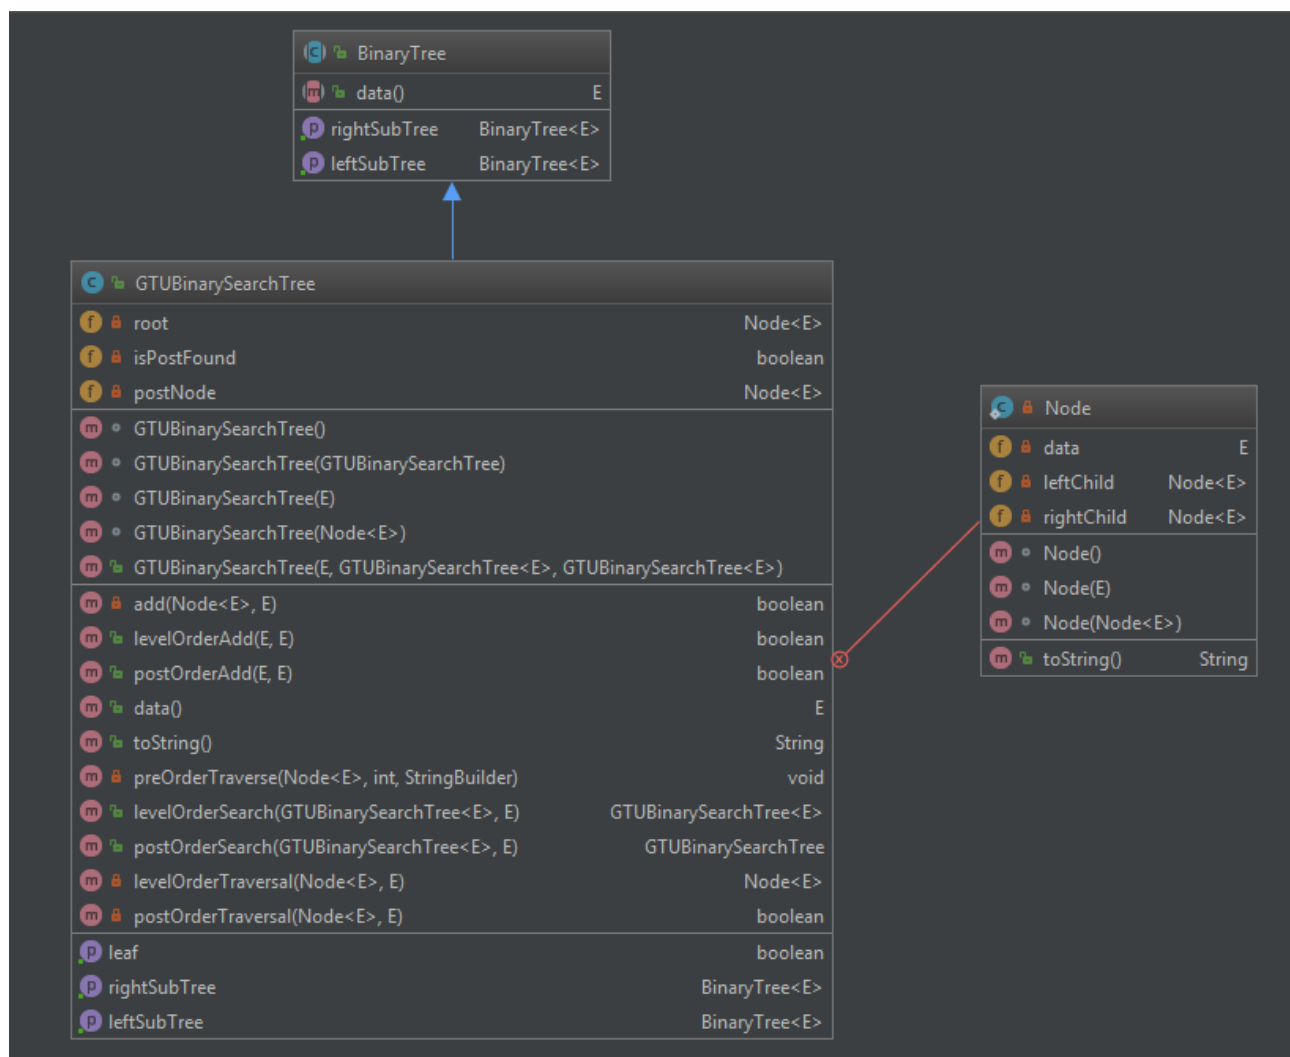 BinaryTree
data() E
rightSubTree BinaryTree<E>
leftSubTree BinaryTree<E>
GTUBinarySearchTree
root Node<E>
isPostFound boolean
postNode Node<E>
GTUBinarySearchTree()
GTUBinarySearchTree(GTUBinarySearchTree)
GTUBinarySearchTree(E)
GTUBinarySearchTree(Node<E>)
GTUBinarySearchTree(E, GTUBinarySearchTree<E>, GTUBinarySearchTree<E>)
add(Node<E>, E) boolean
levelOrderAdd(E, E) boolean
postOrderAdd(E, E) boolean
data() E
toString() String
preOrderTraverse(Node<E>, int, StringBuilder) void
levelOrderSearch(GTUBinarySearchTree<E>, E) GTUBinarySearchTree<E>
postOrderSearch(GTUBinarySearchTree<E>, E) GTUBinarySearchTree
levelOrderTraversal(Node<E>, E) Node<E>
postOrderTraversal(Node<E>, E) boolean
leaf boolean
rightSubTree BinaryTree<E>
leftSubTree BinaryTree<E>
Node
data E
leftChild Node<E>
rightChild Node<E>
Node()
Node(E)
Node(Node<E>)
toString() String